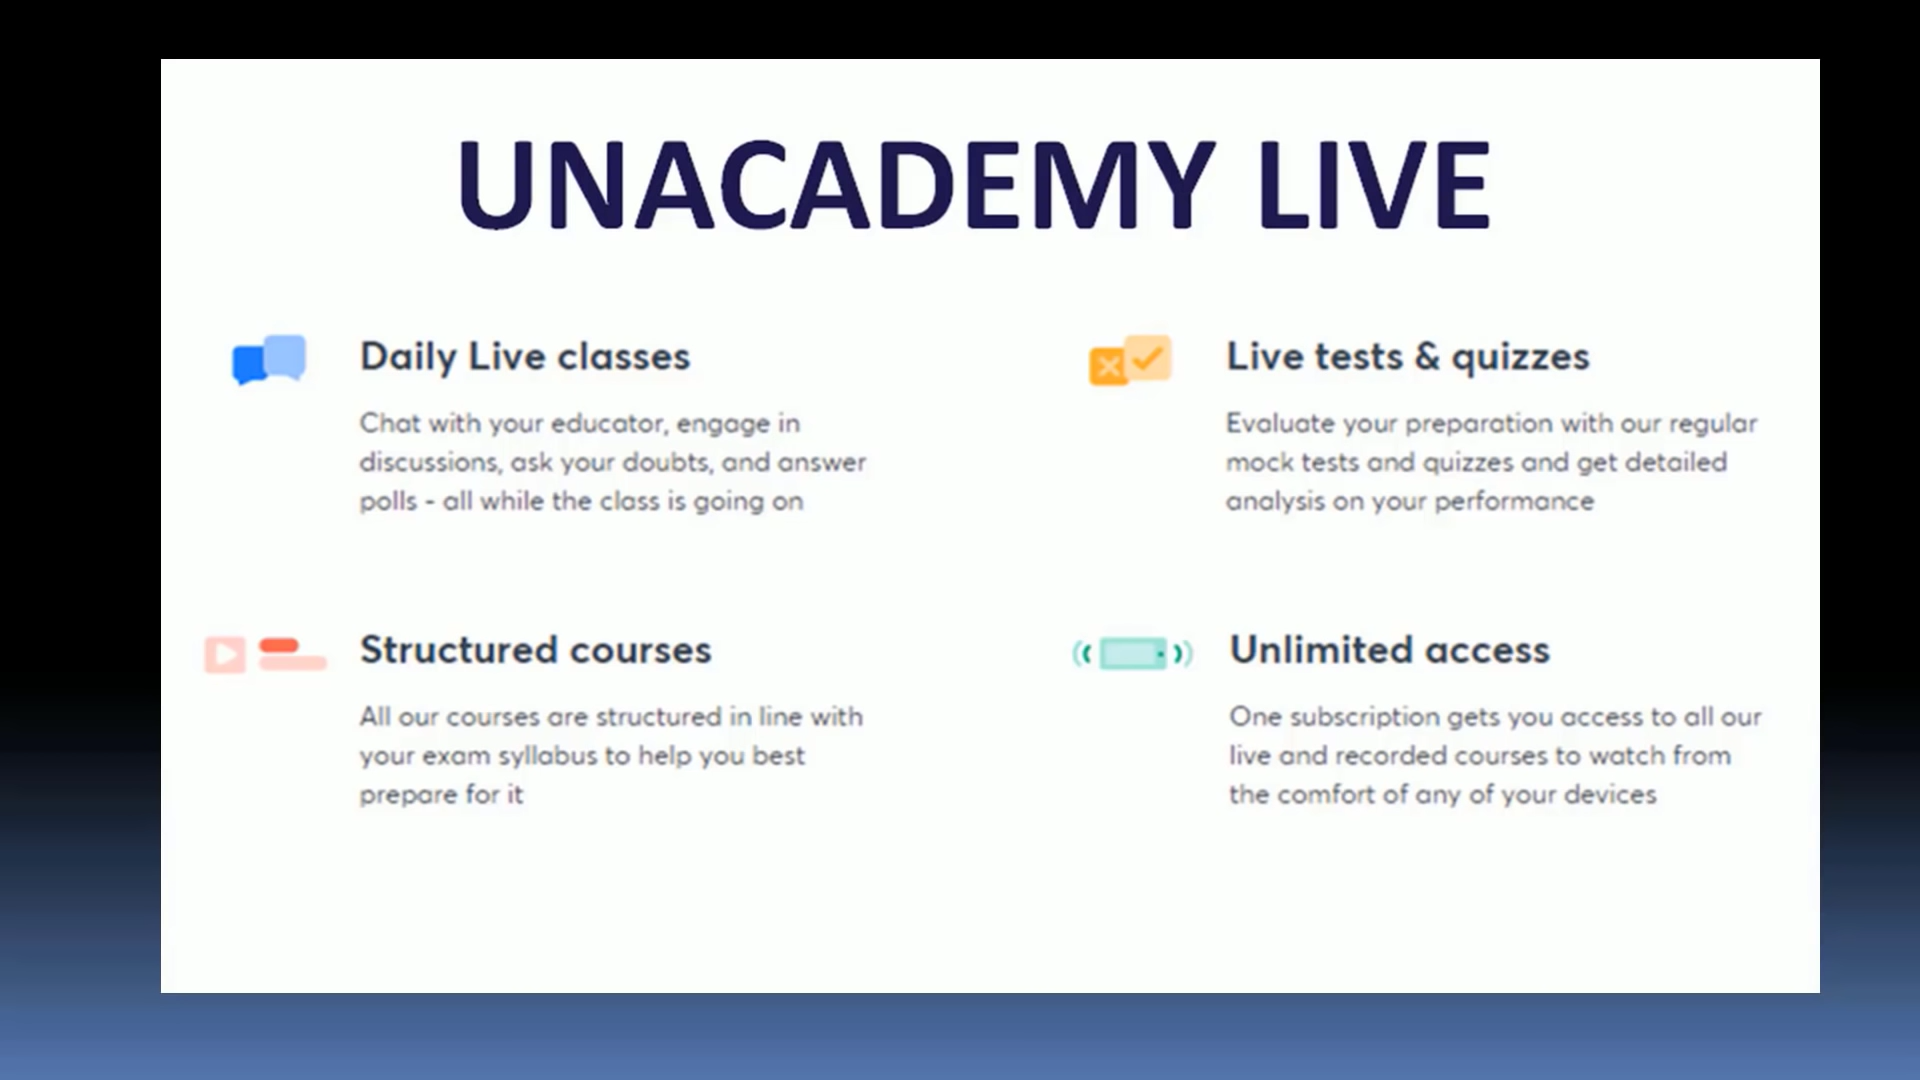 UNACADEMY LIVE
Daily Live classes
Chat with your educator, engage in
discussions, ask your doubts, and answer
polls - all while the class is going on
Live tests & quizzes
Evaluate your preparation with our regular
mock tests and quizzes and get detailed
analysis on your performance
Structured courses
All our courses are structured in line with
your exam syllabus to help you best
prepare for it
Unlimited access
One subscription gets you access to all our
live and recorded courses to watch from
the comfort of any of your devices